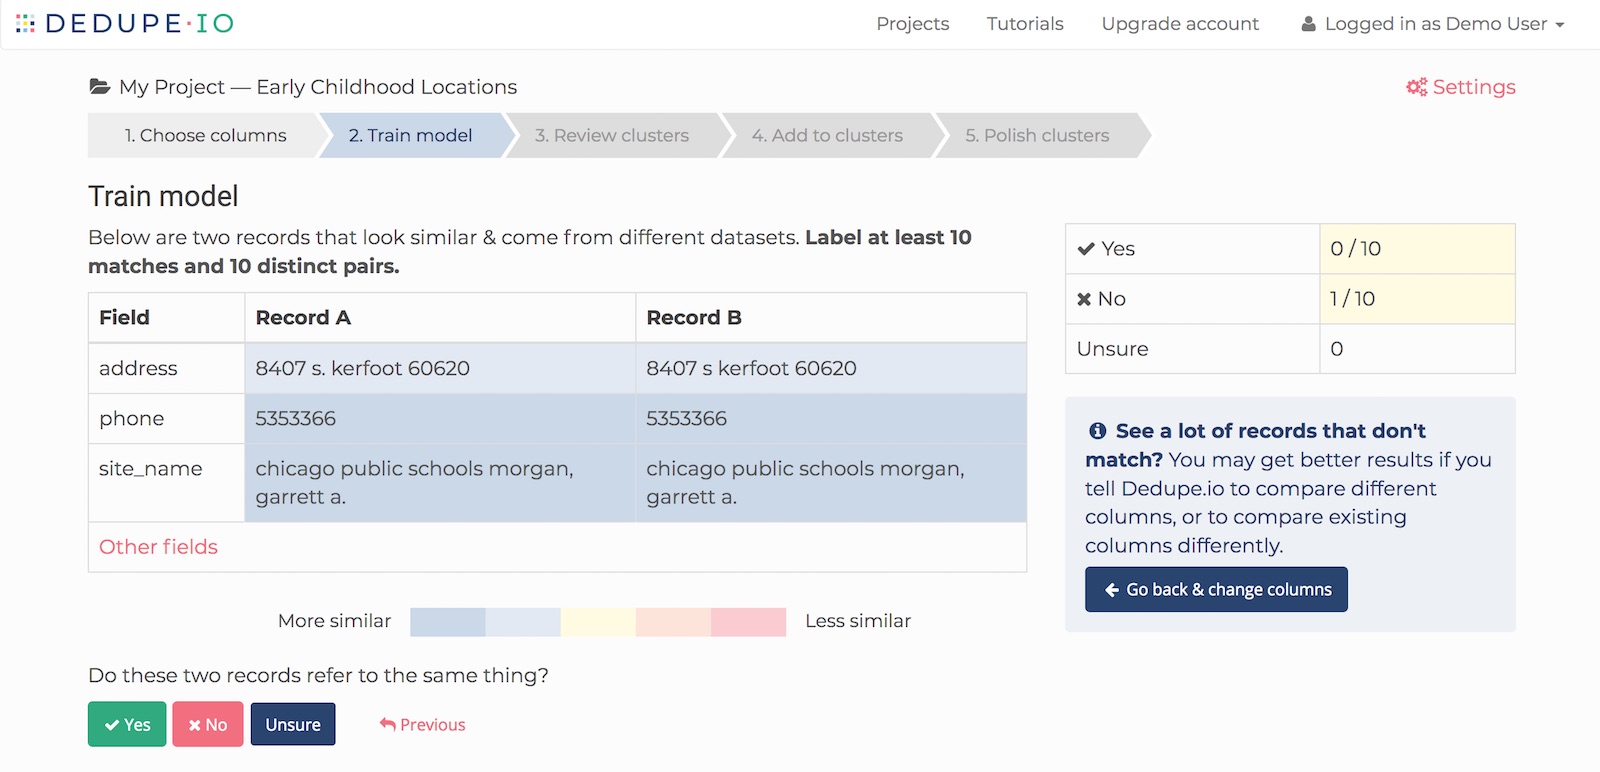 DEDUPE·IO
Projects Tutorials Upgrade account Logged in as Demo User
My Project — Early Childhood Locations
Settings
1. Choose columns 2. Train model 3. Review clusters 4. Add to clusters 5. Polish clusters
Train model
Below are two records that look similar & come from different datasets. Label at least 10
matches and 10 distinct pairs.
Field Record A Record B
address 8407 s. kerfoot 60620 8407 s kerfoot 60620
phone 5353366 5353366
site_name chicago public schools morgan, chicago public schools morgan,
garrett a. garrett a.
Other fields
More similar Less similar
Do these two records refer to the same thing?
Yes No Unsure Previous
Yes 0 / 10
No 1 / 10
Unsure 0
See a lot of records that don't
match? You may get better results if you
tell Dedupe.io to compare different
columns, or to compare existing
columns differently.
Go back & change columns